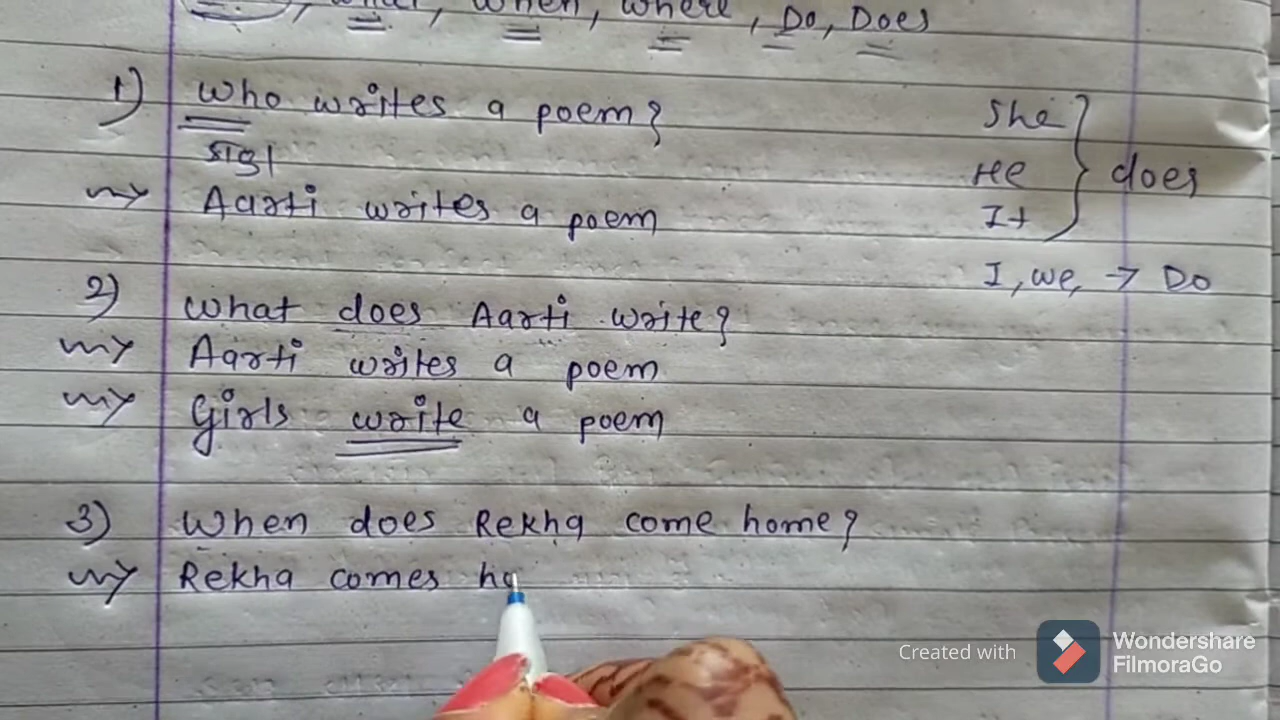 What, When, Where, Do, Does
1) Who writes a poem?
Aarti writes a poem
She
He
It
} does
I, we, → Do
2) What does Aarti write?
Aarti writes a poem
Girls write a poem
3) When does Rekha come home?
Rekha comes ho
Created with
Wondershare
FilmoraGo